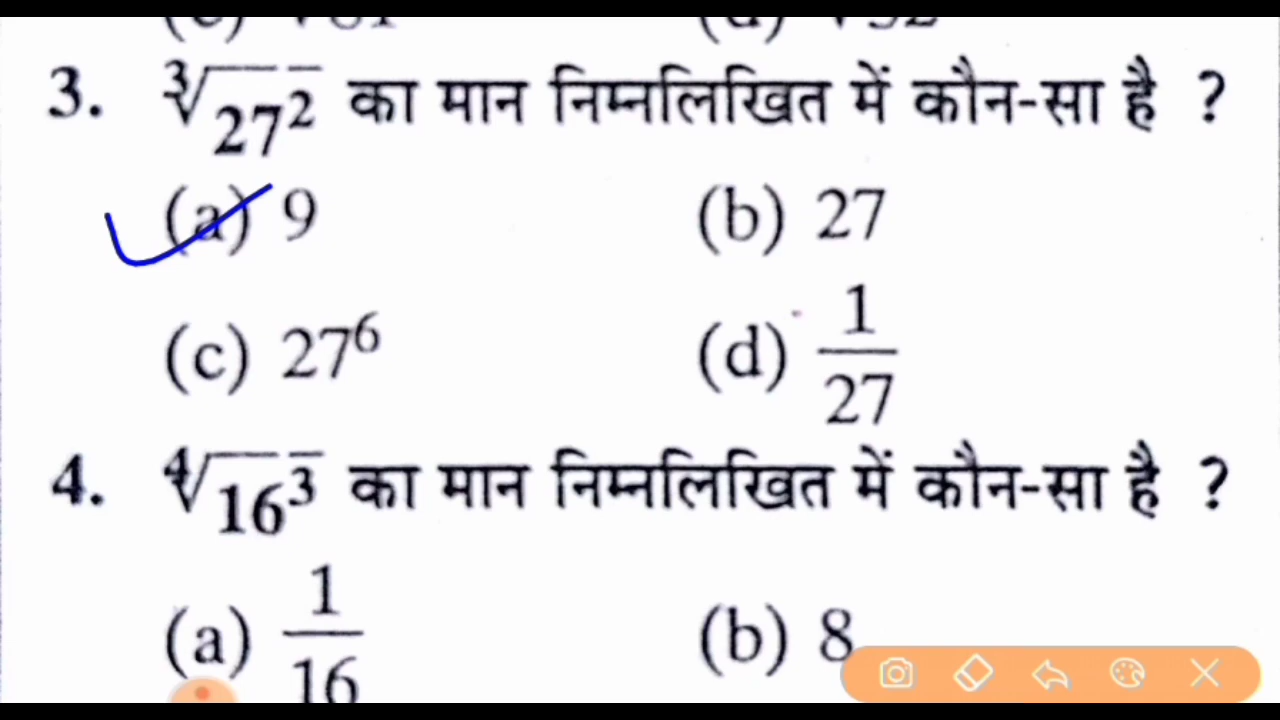 3. ∛27² का मान निम्नलिखित में कौन-सा है ?
(a) 9 (b) 27
(c) 27⁶ (d) 1/27
4. ∜16³ का मान निम्नलिखित में कौन-सा है ?
(a) 1/16 (b) 8